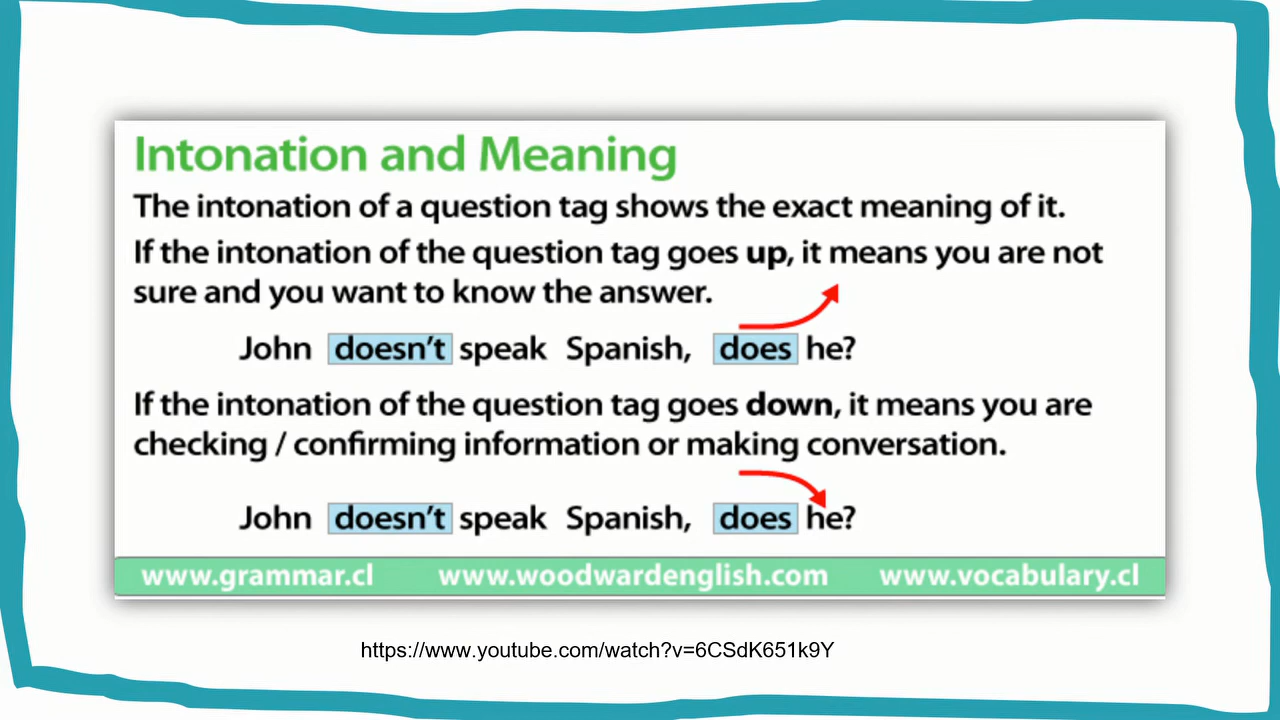 Intonation and Meaning
The intonation of a question tag shows the exact meaning of it.
If the intonation of the question tag goes up, it means you are not
sure and you want to know the answer.
John doesn't speak Spanish, does he?
If the intonation of the question tag goes down, it means you are
checking / confirming information or making conversation.
John doesn't speak Spanish, does he?
www.grammar.cl www.woodwardenglish.com www.vocabulary.cl
https://www.youtube.com/watch?v=6CSdK651k9Y